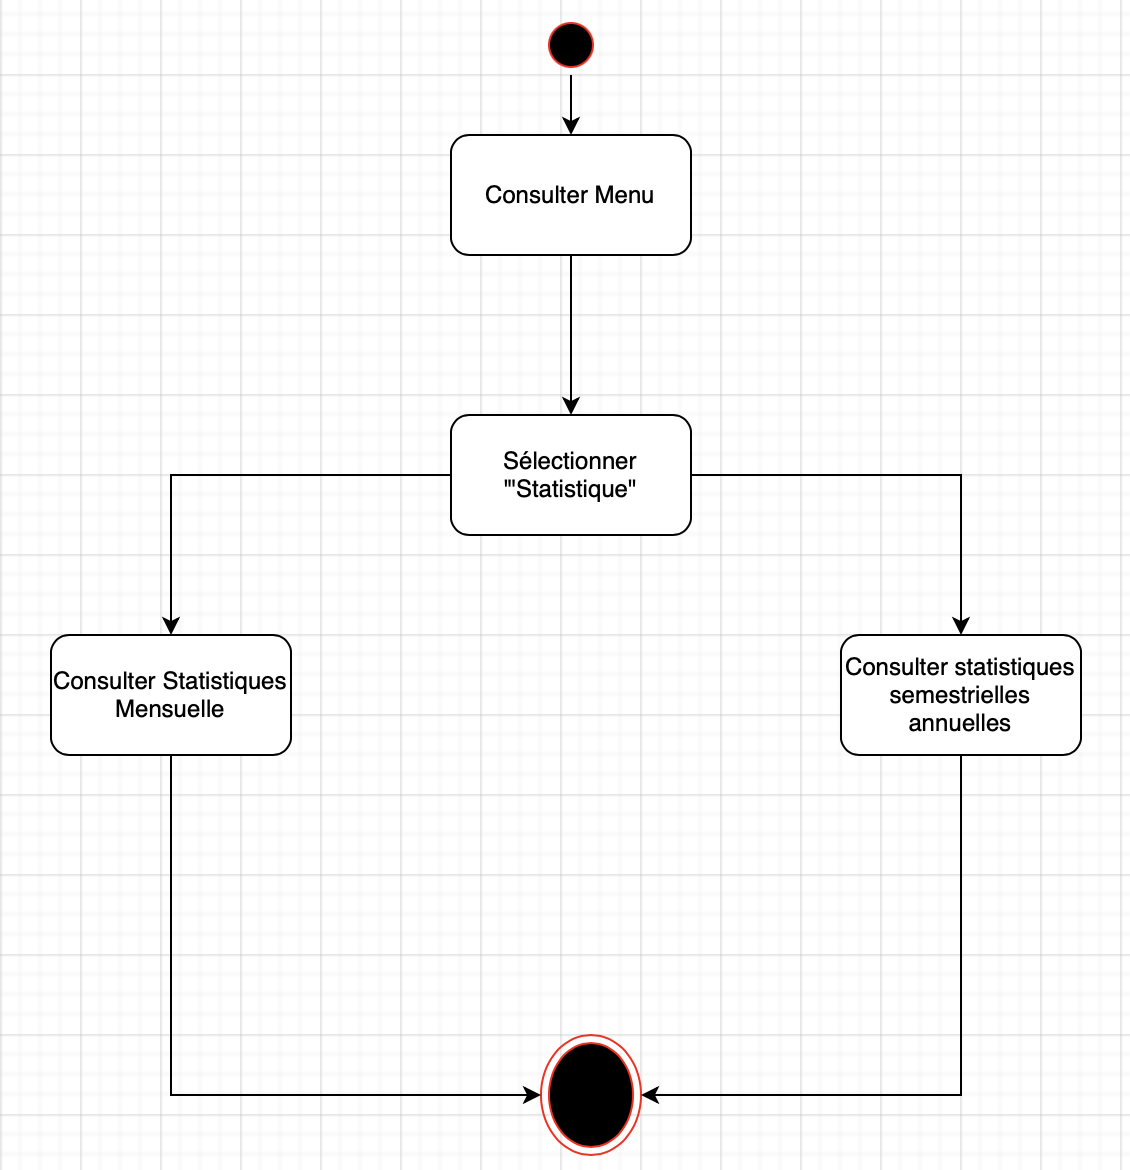 Consulter Menu
Sélectionner
'"Statistique"
Consulter Statistiques
Mensuelle
Consulter statistiques
semestrielles
annuelles